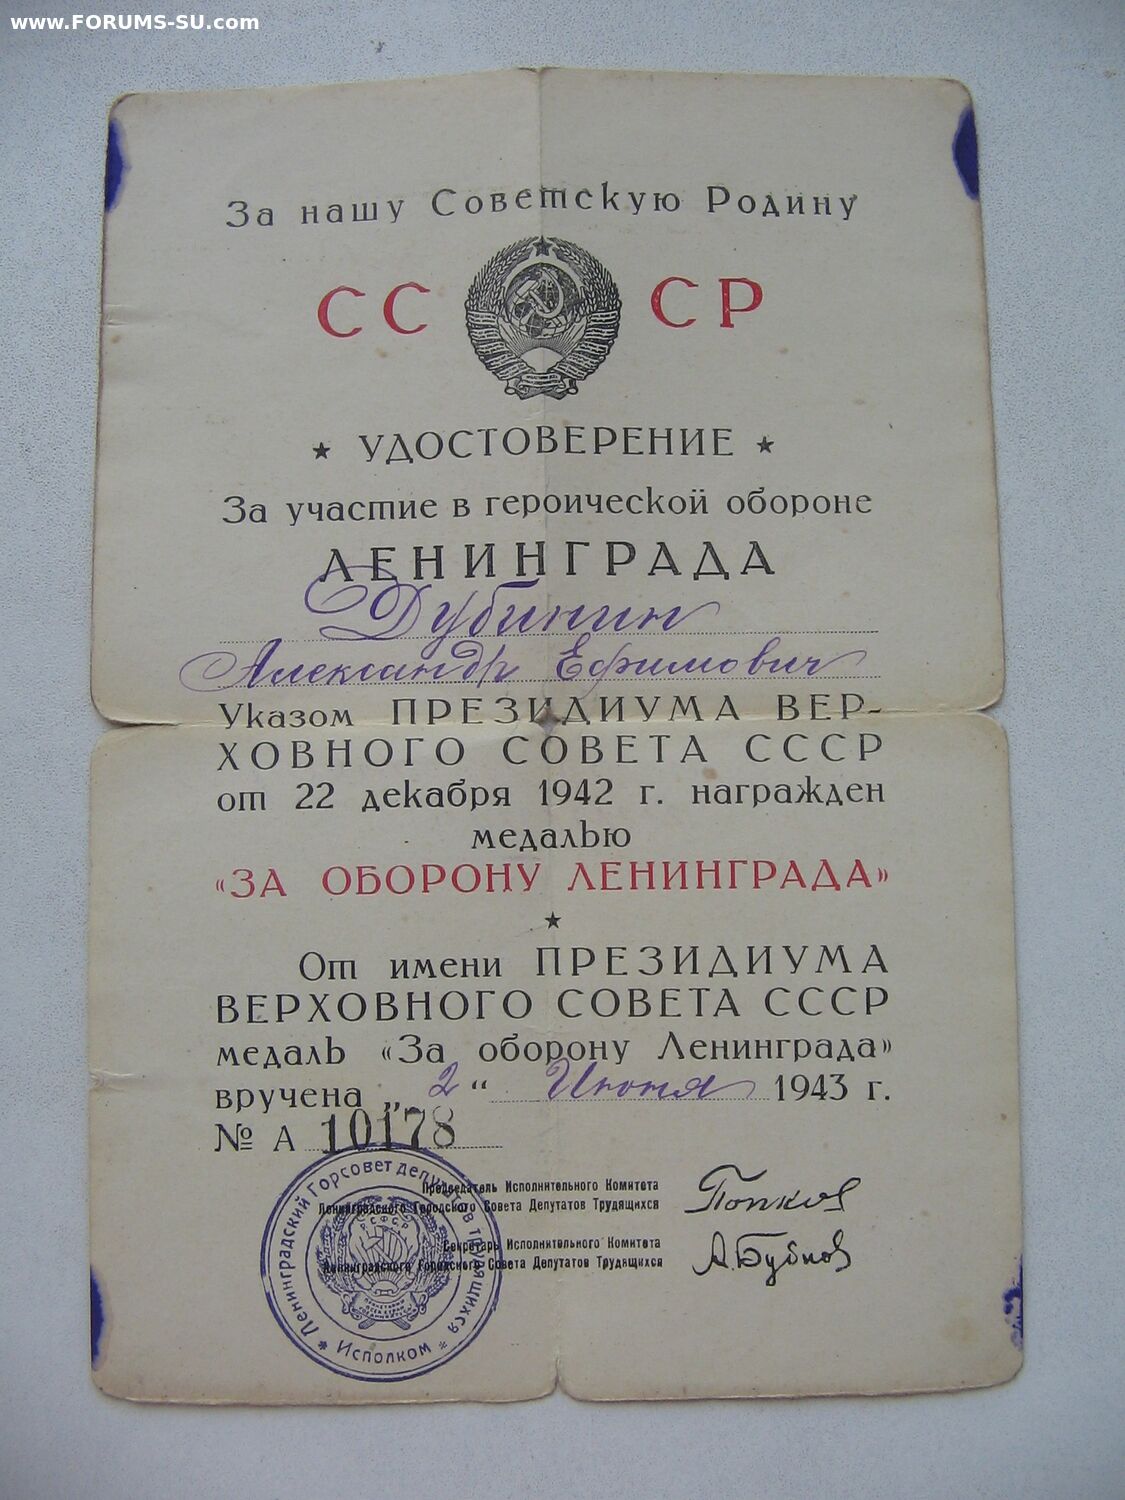 www.FORUMS-SU.com
За нашу Советскую Родину
СС СР
★ УДОСТОВЕРЕНИЕ ★
За участие в героической обороне
ЛЕНИНГРАДА
Дубинин
Александр Ефимович
Указом ПРЕЗИДИУМА ВЕР-
ХОВНОГО СОВЕТА СССР
от 22 декабря 1942 г. награжден
медалью
«ЗА ОБОРОНУ ЛЕНИНГРАДА»
★
От имени ПРЕЗИДИУМА
ВЕРХОВНОГО СОВЕТА СССР
медаль «За оборону Ленинграда»
вручена „2“ Июня 1943 г.
№ А 10178
Председатель Исполнительного Комитета
Ленинградского Городского Совета Депутатов Трудящихся
Попков
Секретарь Исполнительного Комитета
Ленинградского Городского Совета Депутатов Трудящихся
А.Бубнов
Ленинградский Горсовет депутатов трудящихся
* Исполком *
РСФСР